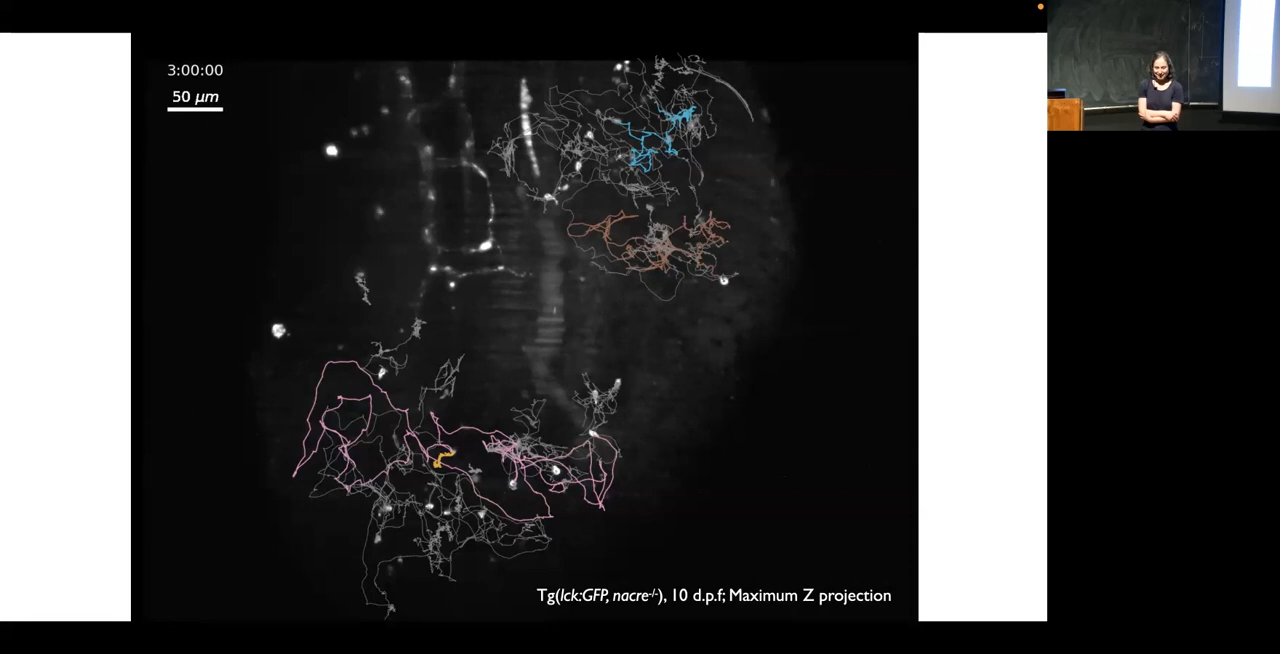 3:00:00
50 μm
Tg(lck:GFP, nacre-/-), 10 d.p.f; Maximum Z projection